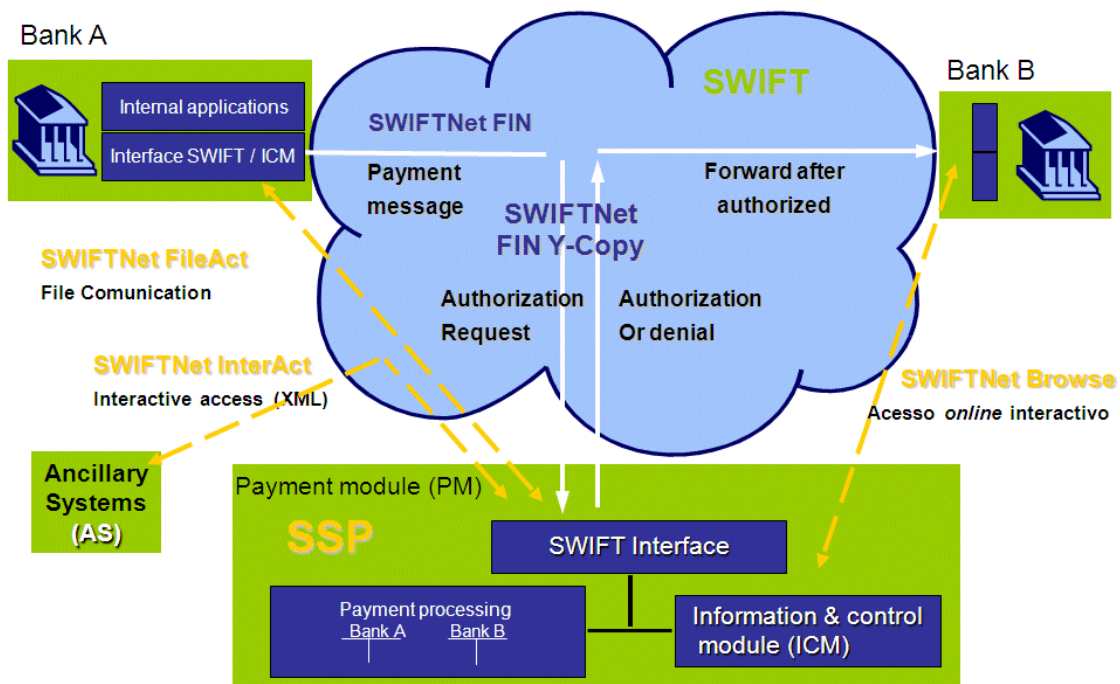 Bank A
Internal applications
Interface SWIFT / ICM
SWIFT
Bank B
SWIFTNet FIN
Payment
message
Forward after
authorized
SWIFTNet
FIN Y-Copy
Authorization
Request
Authorization
Or denial
SWIFTNet FileAct
File Comunication
SWIFTNet InterAct
Interactive access (XML)
SWIFTNet Browse
Acesso online interactivo
Ancillary
Systems
(AS)
Payment module (PM)
SSP
SWIFT Interface
Payment processing
Bank A Bank B
Information & control
module (ICM)